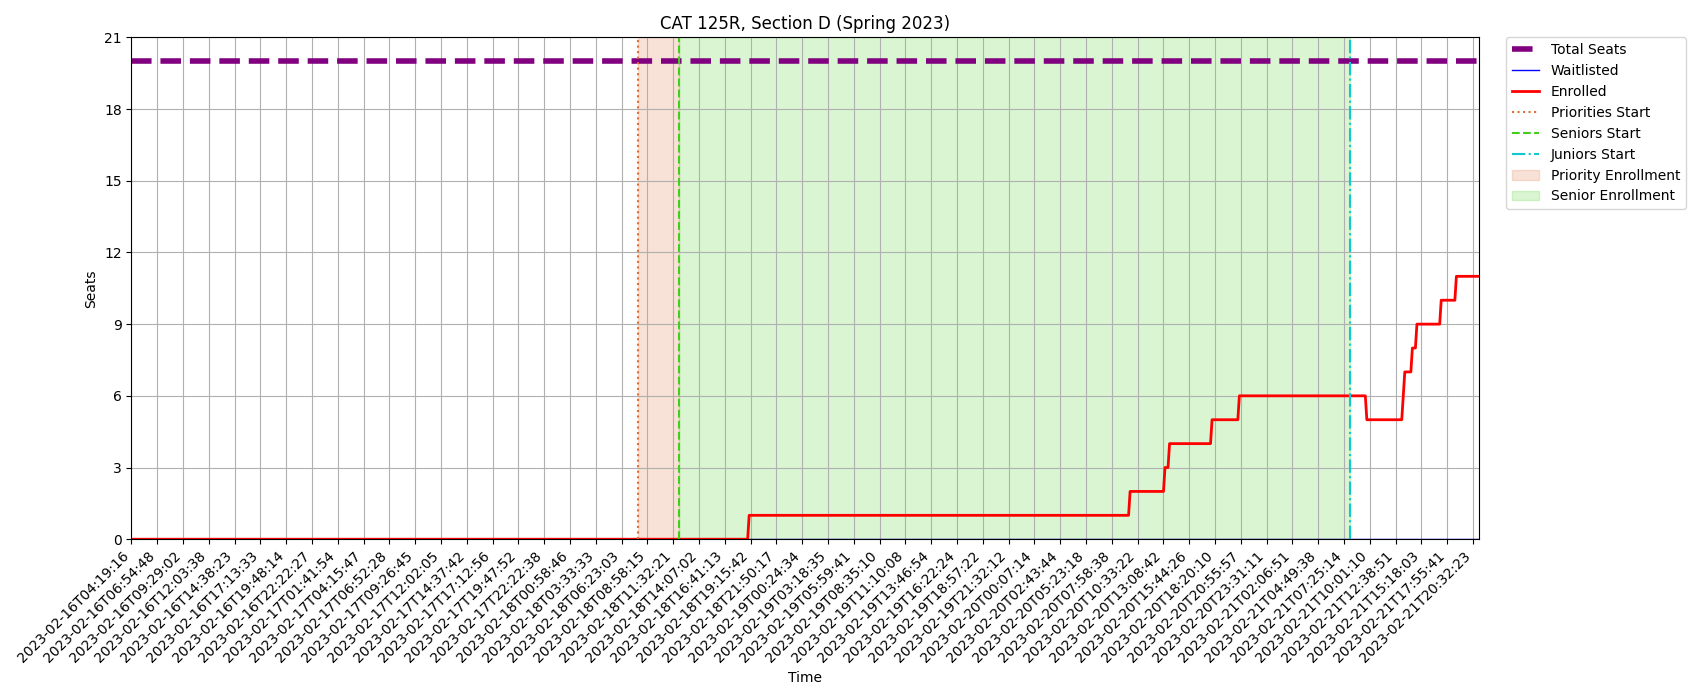 CAT 125R, Section D (Spring 2023)
21
18
15
12
9
6
3
0
Seats
2023-02-16T04:19:16
2023-02-16T06:54:48
2023-02-16T09:29:02
2023-02-16T12:03:38
2023-02-16T14:38:23
2023-02-16T17:13:33
2023-02-16T19:48:14
2023-02-16T22:22:27
2023-02-17T01:41:54
2023-02-17T04:15:47
2023-02-17T06:52:28
2023-02-17T09:26:45
2023-02-17T12:02:05
2023-02-17T14:37:42
2023-02-17T17:12:56
2023-02-17T19:47:52
2023-02-17T22:22:38
2023-02-18T00:58:46
2023-02-18T03:33:33
2023-02-18T06:23:03
2023-02-18T08:58:15
2023-02-18T11:32:21
2023-02-18T14:07:02
2023-02-18T16:41:13
2023-02-18T19:15:42
2023-02-18T21:50:17
2023-02-19T00:24:34
2023-02-19T03:18:35
2023-02-19T05:59:41
2023-02-19T08:35:10
2023-02-19T11:10:08
2023-02-19T13:46:54
2023-02-19T16:22:24
2023-02-19T18:57:22
2023-02-19T21:32:12
2023-02-20T00:07:14
2023-02-20T02:43:44
2023-02-20T05:23:18
2023-02-20T07:58:38
2023-02-20T10:33:22
2023-02-20T13:08:42
2023-02-20T15:44:26
2023-02-20T18:20:10
2023-02-20T20:55:57
2023-02-20T23:31:11
2023-02-21T02:06:51
2023-02-21T04:49:38
2023-02-21T07:25:14
2023-02-21T10:01:10
2023-02-21T12:38:51
2023-02-21T15:18:03
2023-02-21T17:55:41
2023-02-21T20:32:23
Time
Total Seats
Waitlisted
Enrolled
Priorities Start
Seniors Start
Juniors Start
Priority Enrollment
Senior Enrollment